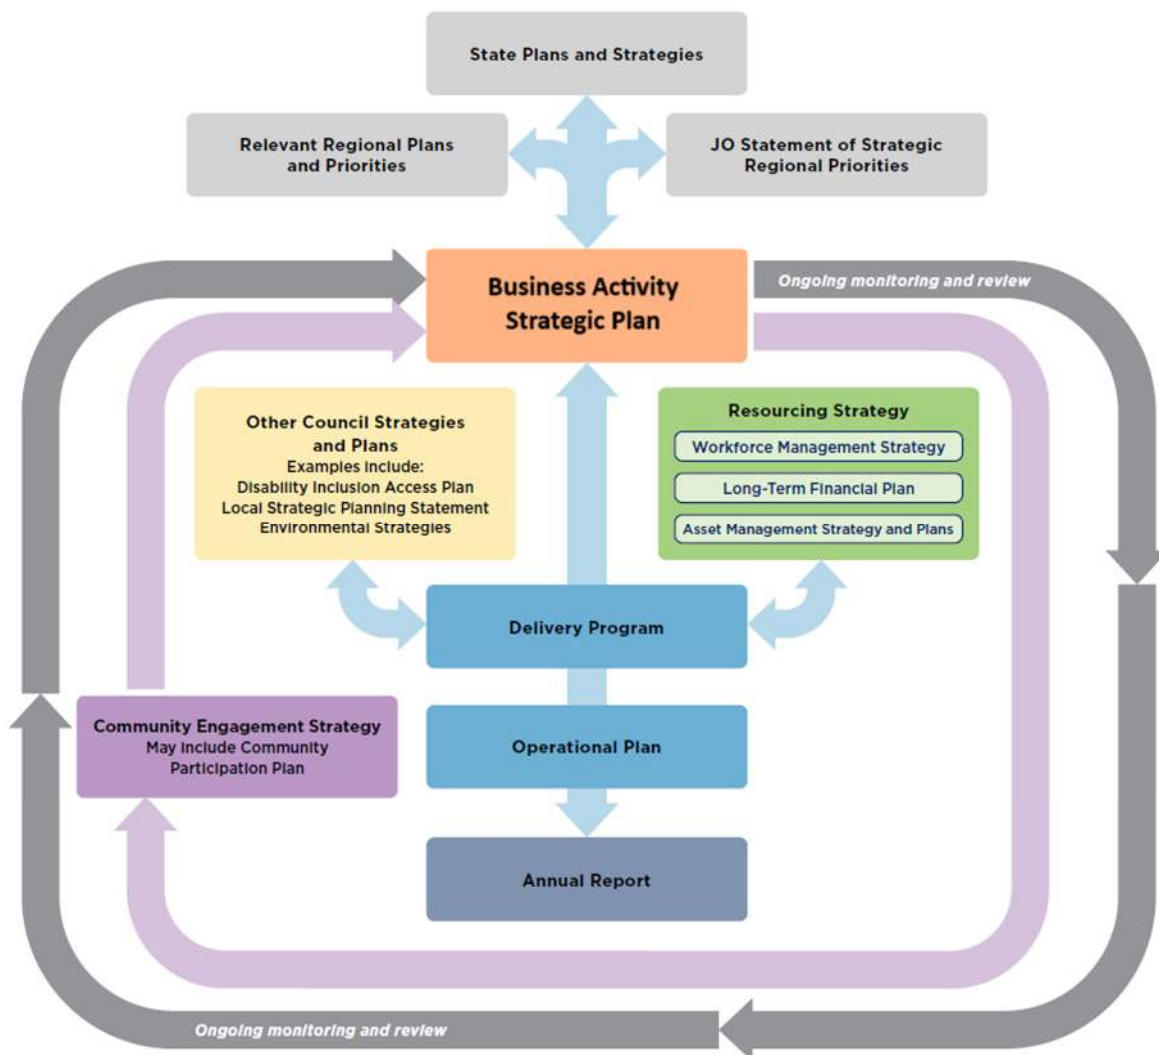 State Plans and Strategies
Relevant Regional Plans
and Priorities
JO Statement of Strategic
Regional Priorities
Business Activity
Strategic Plan
Ongoing monitoring and review
Other Council Strategies
and Plans
Examples include:
Disability Inclusion Access Plan
Local Strategic Planning Statement
Environmental Strategies
Resourcing Strategy
Workforce Management Strategy
Long-Term Financial Plan
Asset Management Strategy and Plans
Delivery Program
Community Engagement Strategy
May include Community
Participation Plan
Operational Plan
Annual Report
Ongoing monitoring and review